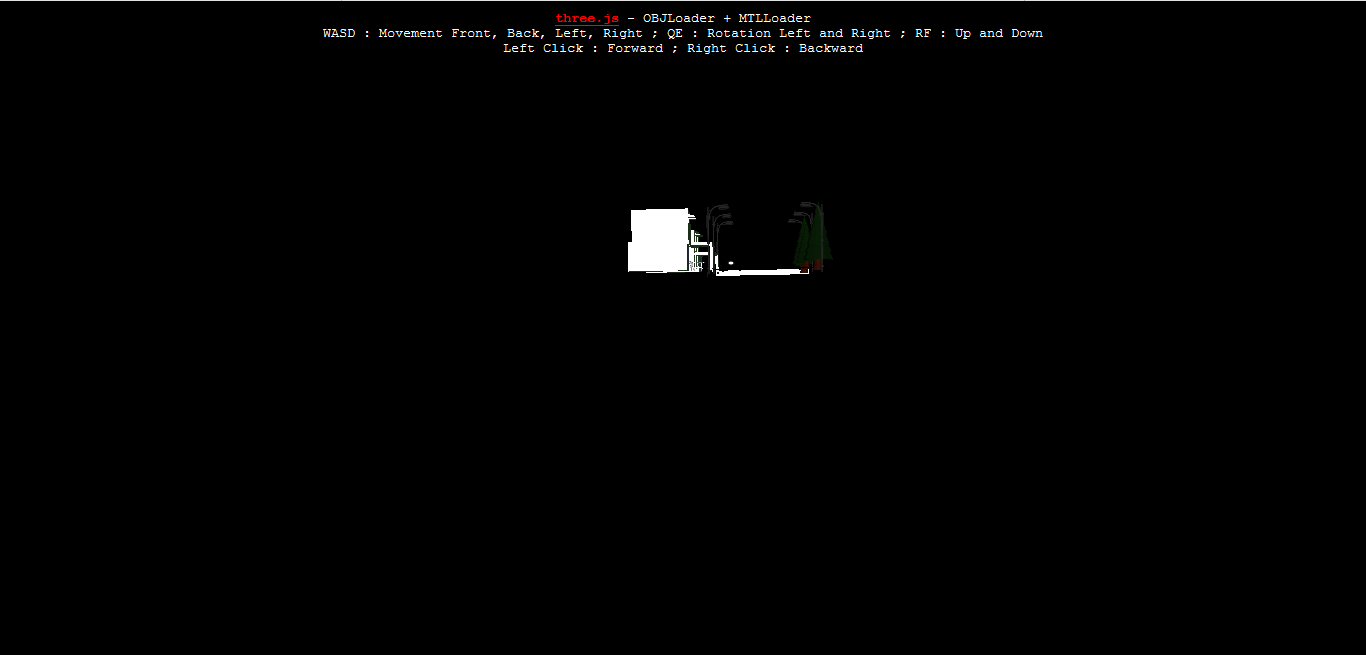 three.js - OBJLoader + MTLLoader
WASD : Movement Front, Back, Left, Right ; QE : Rotation Left and Right ; RF : Up and Down
Left Click : Forward ; Right Click : Backward